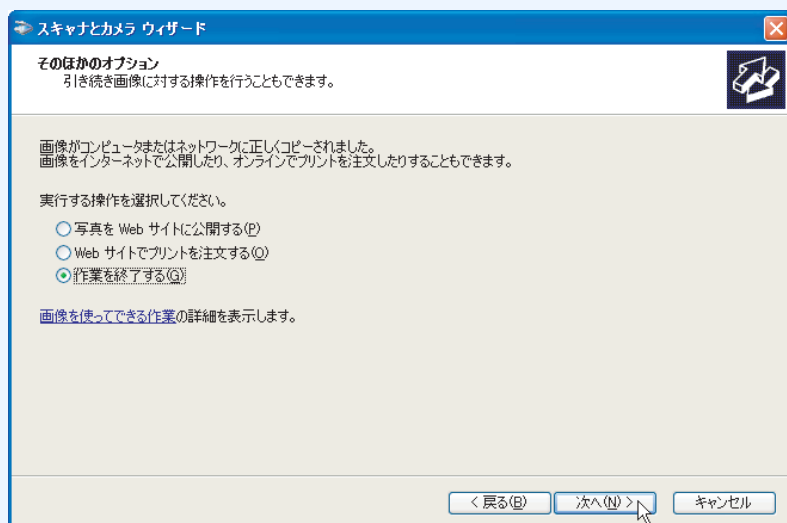 スキャナとカメラ ウィザード
そのほかのオプション
引き続き画像に対する操作を行うこともできます。
画像がコンピュータまたはネットワークに正しくコピーされました。
画像をインターネットで公開したり、オンラインでプリントを注文したりすることもできます。
実行する操作を選択してください。
写真を Web サイトに公開する(P)
Web サイトでプリントを注文する(O)
作業を終了する(G)
画像を使ってできる作業の詳細を表示します。
< 戻る(B) 次へ(N) > キャンセル